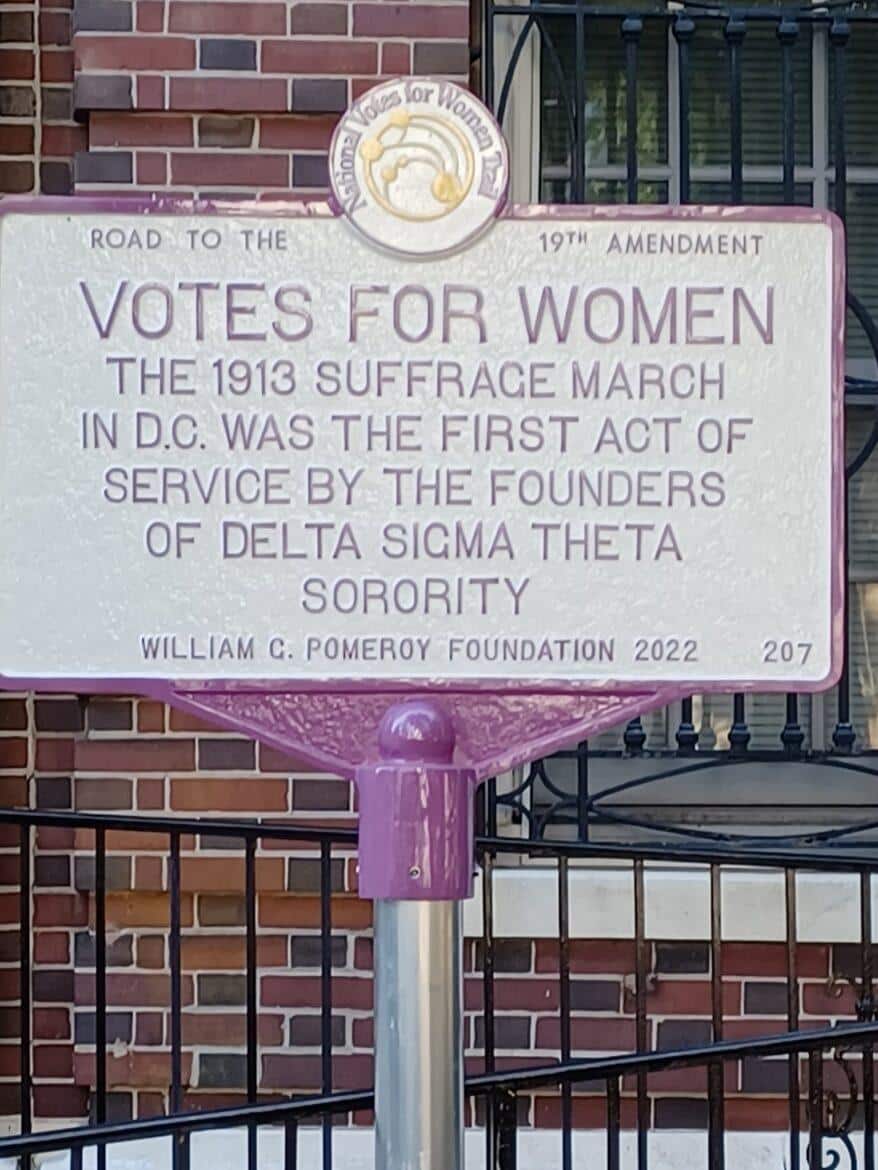 National Votes for Women Trail
ROAD TO THE 19TH AMENDMENT
VOTES FOR WOMEN
THE 1913 SUFFRAGE MARCH
IN D.C. WAS THE FIRST ACT OF
SERVICE BY THE FOUNDERS
OF DELTA SIGMA THETA
SORORITY
WILLIAM G. POMEROY FOUNDATION 2022 207